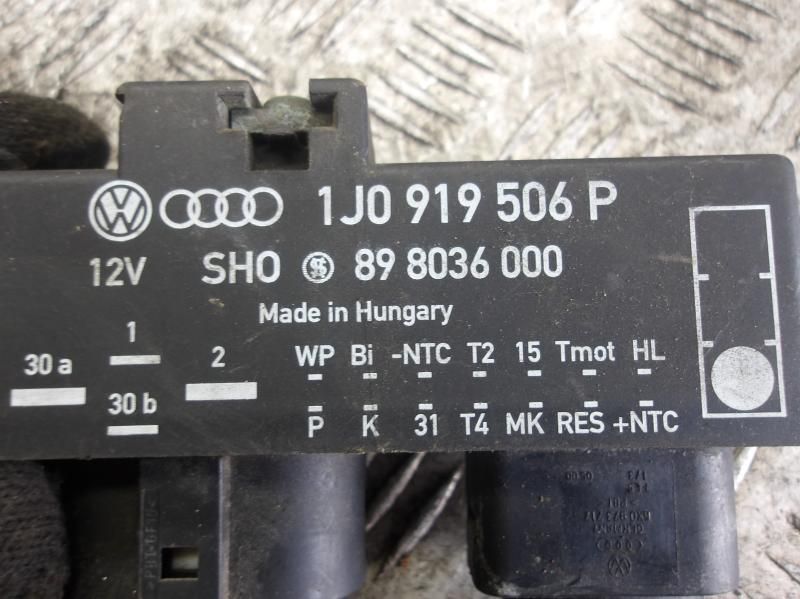 1J0 919 506 P
12V SHO 89 8036 000
Made in Hungary
1
30 a 2
30 b
WP Bi -NTC T2 15 Tmot HL
P K 31 T4 MK RES +NTC